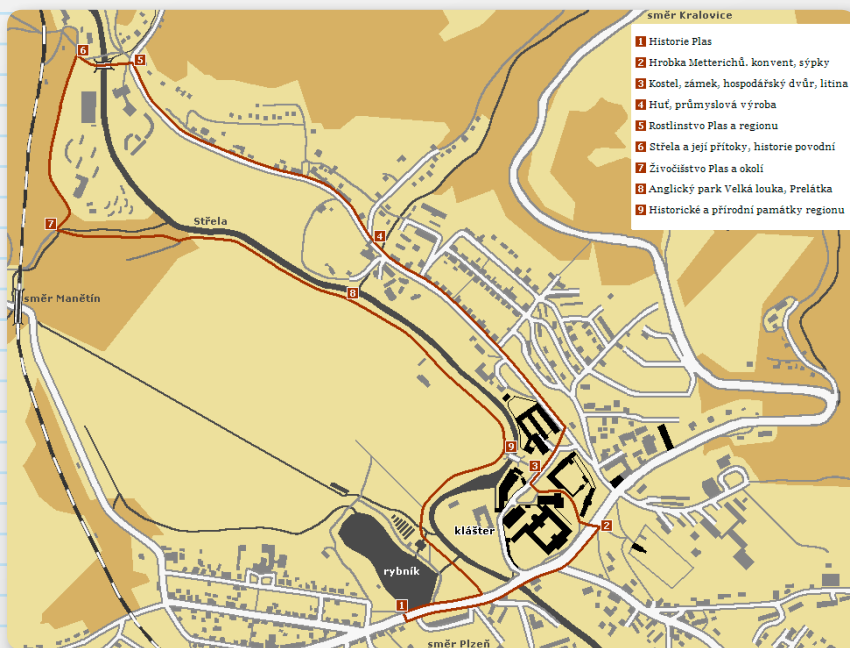 směr Kralovice
1 Historie Plas
2 Hrobka Metterichů. konvent, sýpky
3 Kostel, zámek, hospodářský dvůr, litina
4 Huť, průmyslová výroba
5 Rostlinstvo Plas a regionu
6 Střela a její přítoky, historie povodní
7 Živočišstvo Plas a okolí
8 Anglický park Velká louka, Prelátka
9 Historické a přírodní památky regionu
6
5
7
Střela
4
8
směr Manětín
9
3
2
klášter
rybník
1
směr Plzeň